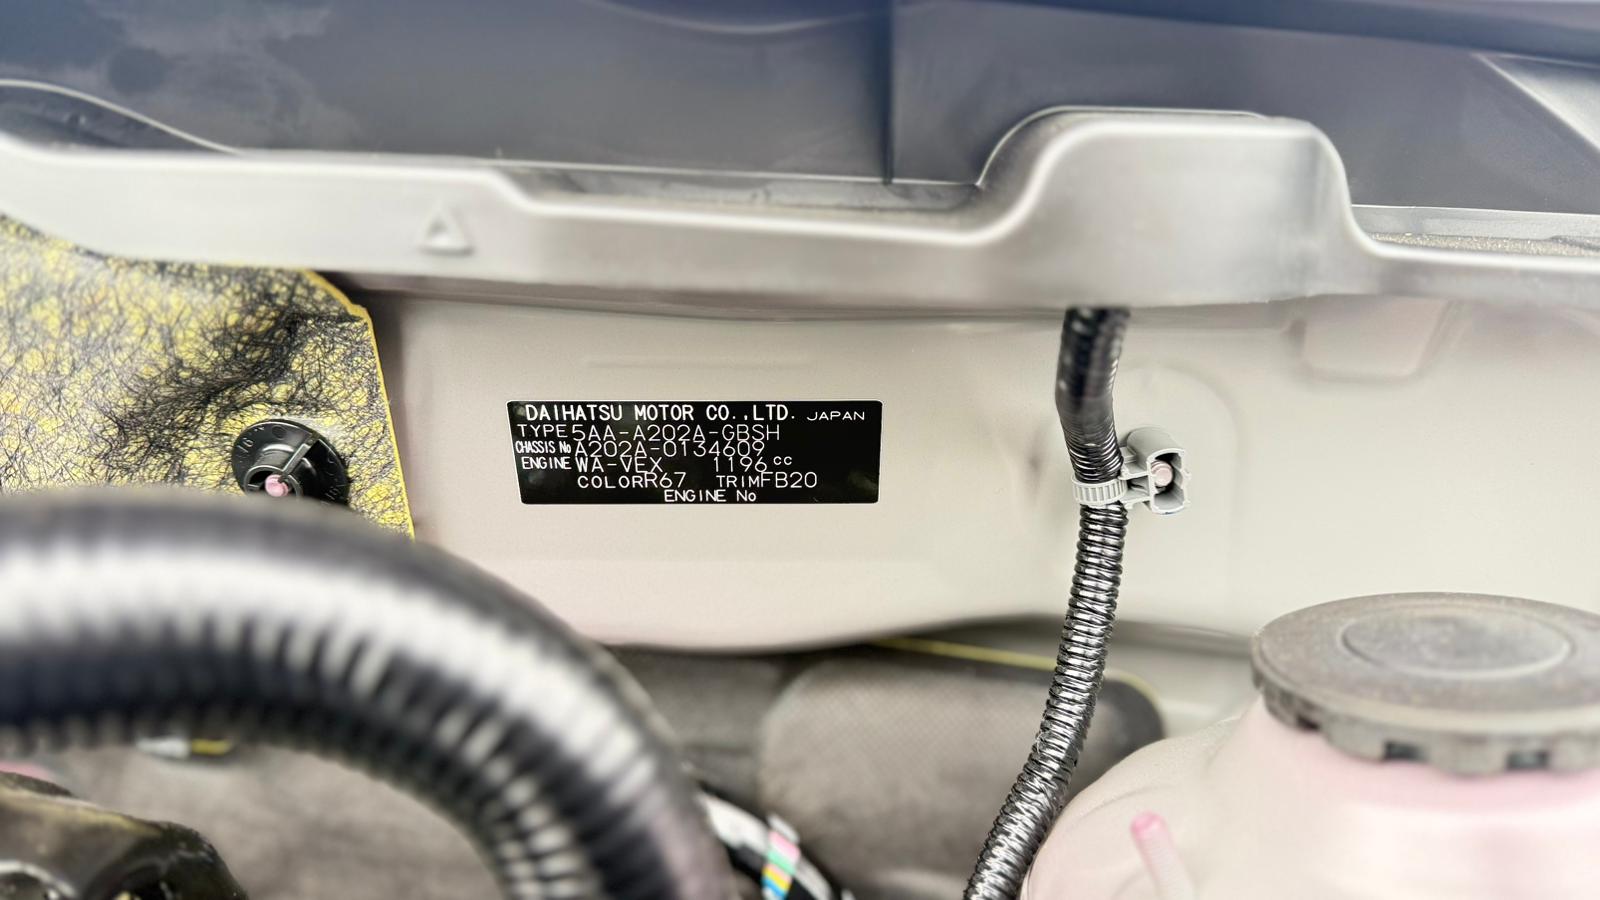 DAIHATSU MOTOR CO.,LTD. JAPAN
TYPE 5AA-A202A-GBSH
CHASSIS No A202A-0134609
ENGINE WA-VEX 1196 cc
COLOR R67 TRIM FB20
ENGINE No